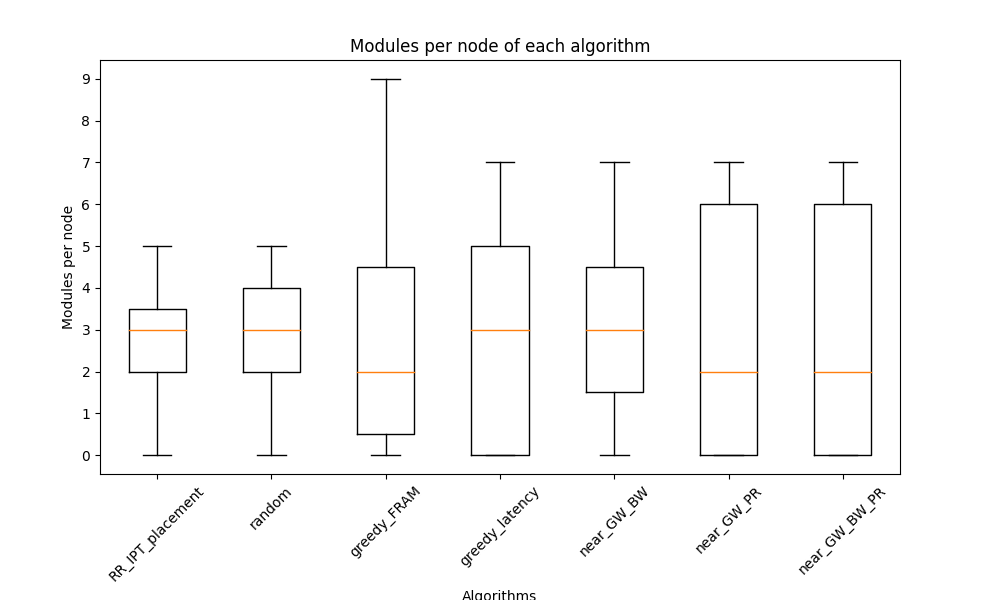 Modules per node of each algorithm
Modules per node
9
8
7
6
5
4
3
2
1
0
RR_IPT_placement
random
greedy_FRAM
greedy_latency
near_GW_BW
near_GW_PR
near_GW_BW_PR
Algorithms